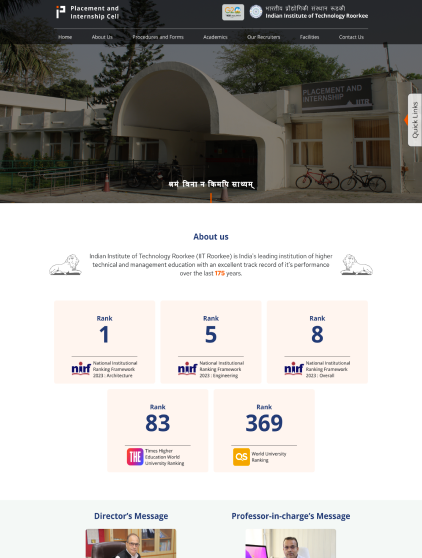 Placement and
Internship Cell
भारतीय प्रौद्योगिकी संस्थान रूड़की
Indian Institute of Technology Roorkee
Home About Us Procedures and Forms Academics Our Recruiters Facilities Contact Us
PLACEMENT AND
INTERNSHIP
IITR
Quick Links
श्रमं विना न किमपि साध्यम्
About us
Indian Institute of Technology Roorkee (IIT Roorkee) is India's leading institution of higher
technical and management education with an excellent track record of it's performance
over the last 175 years.
Rank
1
nirf
National Institutional
Ranking Framework
2023 : Architecture
Rank
5
nirf
National Institutional
Ranking Framework
2023 : Engineering
Rank
8
nirf
National Institutional
Ranking Framework
2023 : Overall
Rank
83
THE
Times Higher
Education World
University Ranking
Rank
369
QS
World University
Ranking
Director's Message
Professor-in-charge's Message